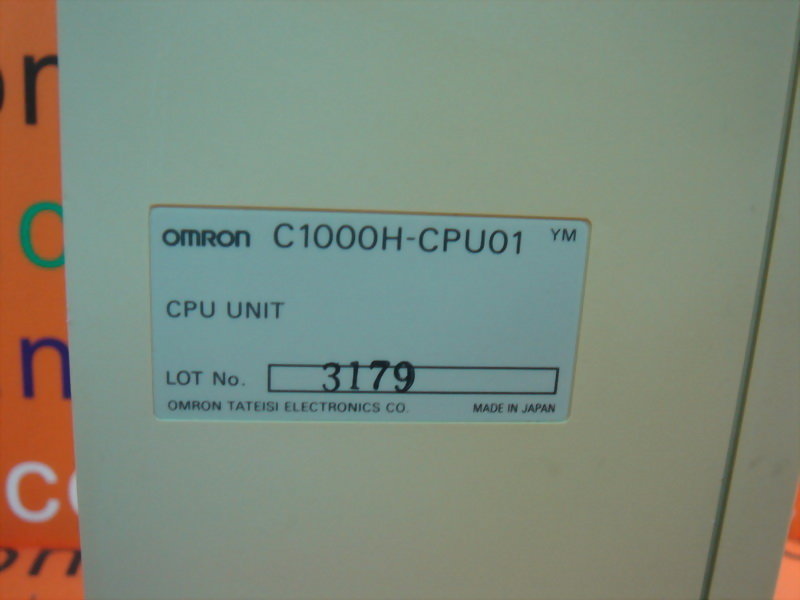 omron C1000H-CPU01 YM
CPU UNIT
LOT No. 3179
OMRON TATEISI ELECTRONICS CO. MADE IN JAPAN